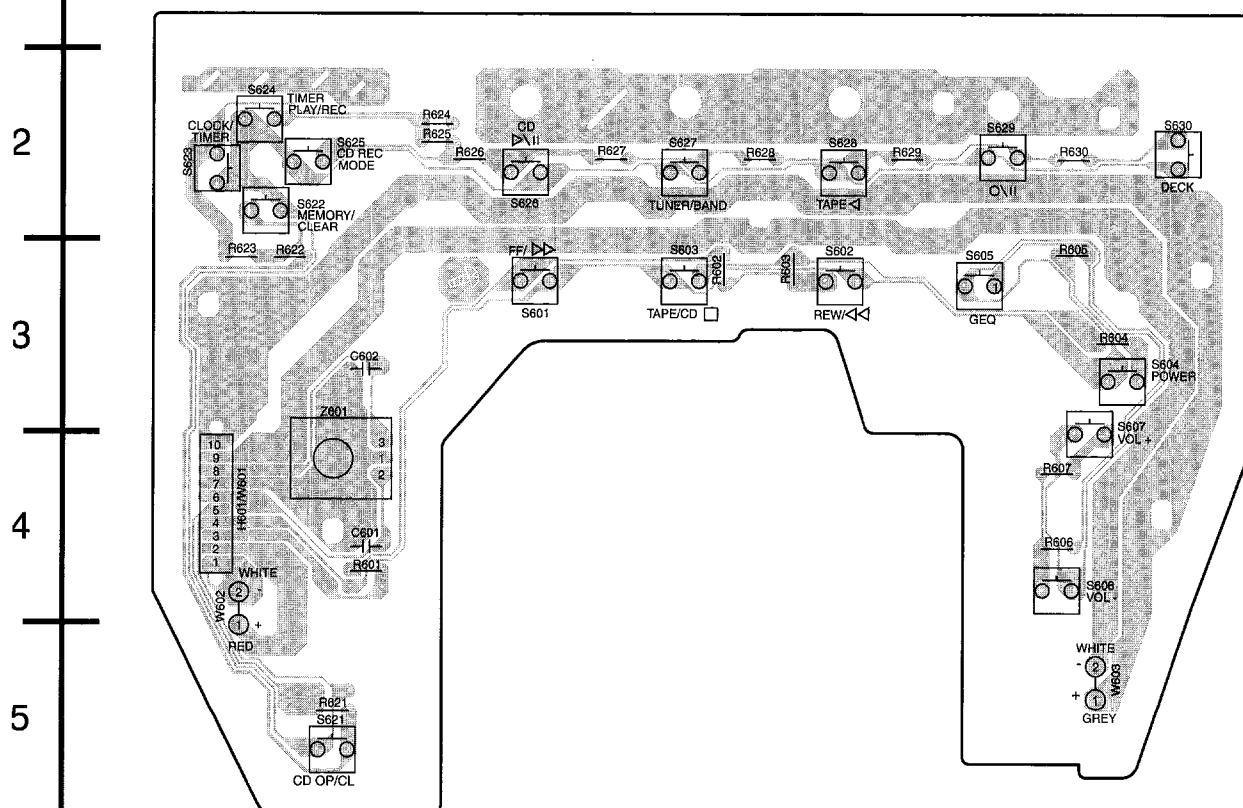 2
3
4
5
S624
TIMER
PLAY/REC
CLOCK/
TIMER
S623
S625
CD REC
MODE
S622
MEMORY/
CLEAR
R623
R622
R624
R625
R626
CD
▷\II
S626
R627
S627
TUNER/BAND
R628
S628
TAPE ◁
R629
S629
O\II
R630
S630
DECK
FF/▷▷
S601
S603
TAPE/CD □
R602
R603
S602
REW/◁◁
S605
1
GEQ
R605
R604
S604
POWER
S607
VOL +
R607
R606
S606
VOL -
C602
Z601
3
1
2
C601
R601
10
9
8
7
6
5
4
3
2
1
H601/W601
WHITE
2 -
W602
1 +
RED
R621
S621
CD OP/CL
WHITE
- 2
W603
+ 1
GREY